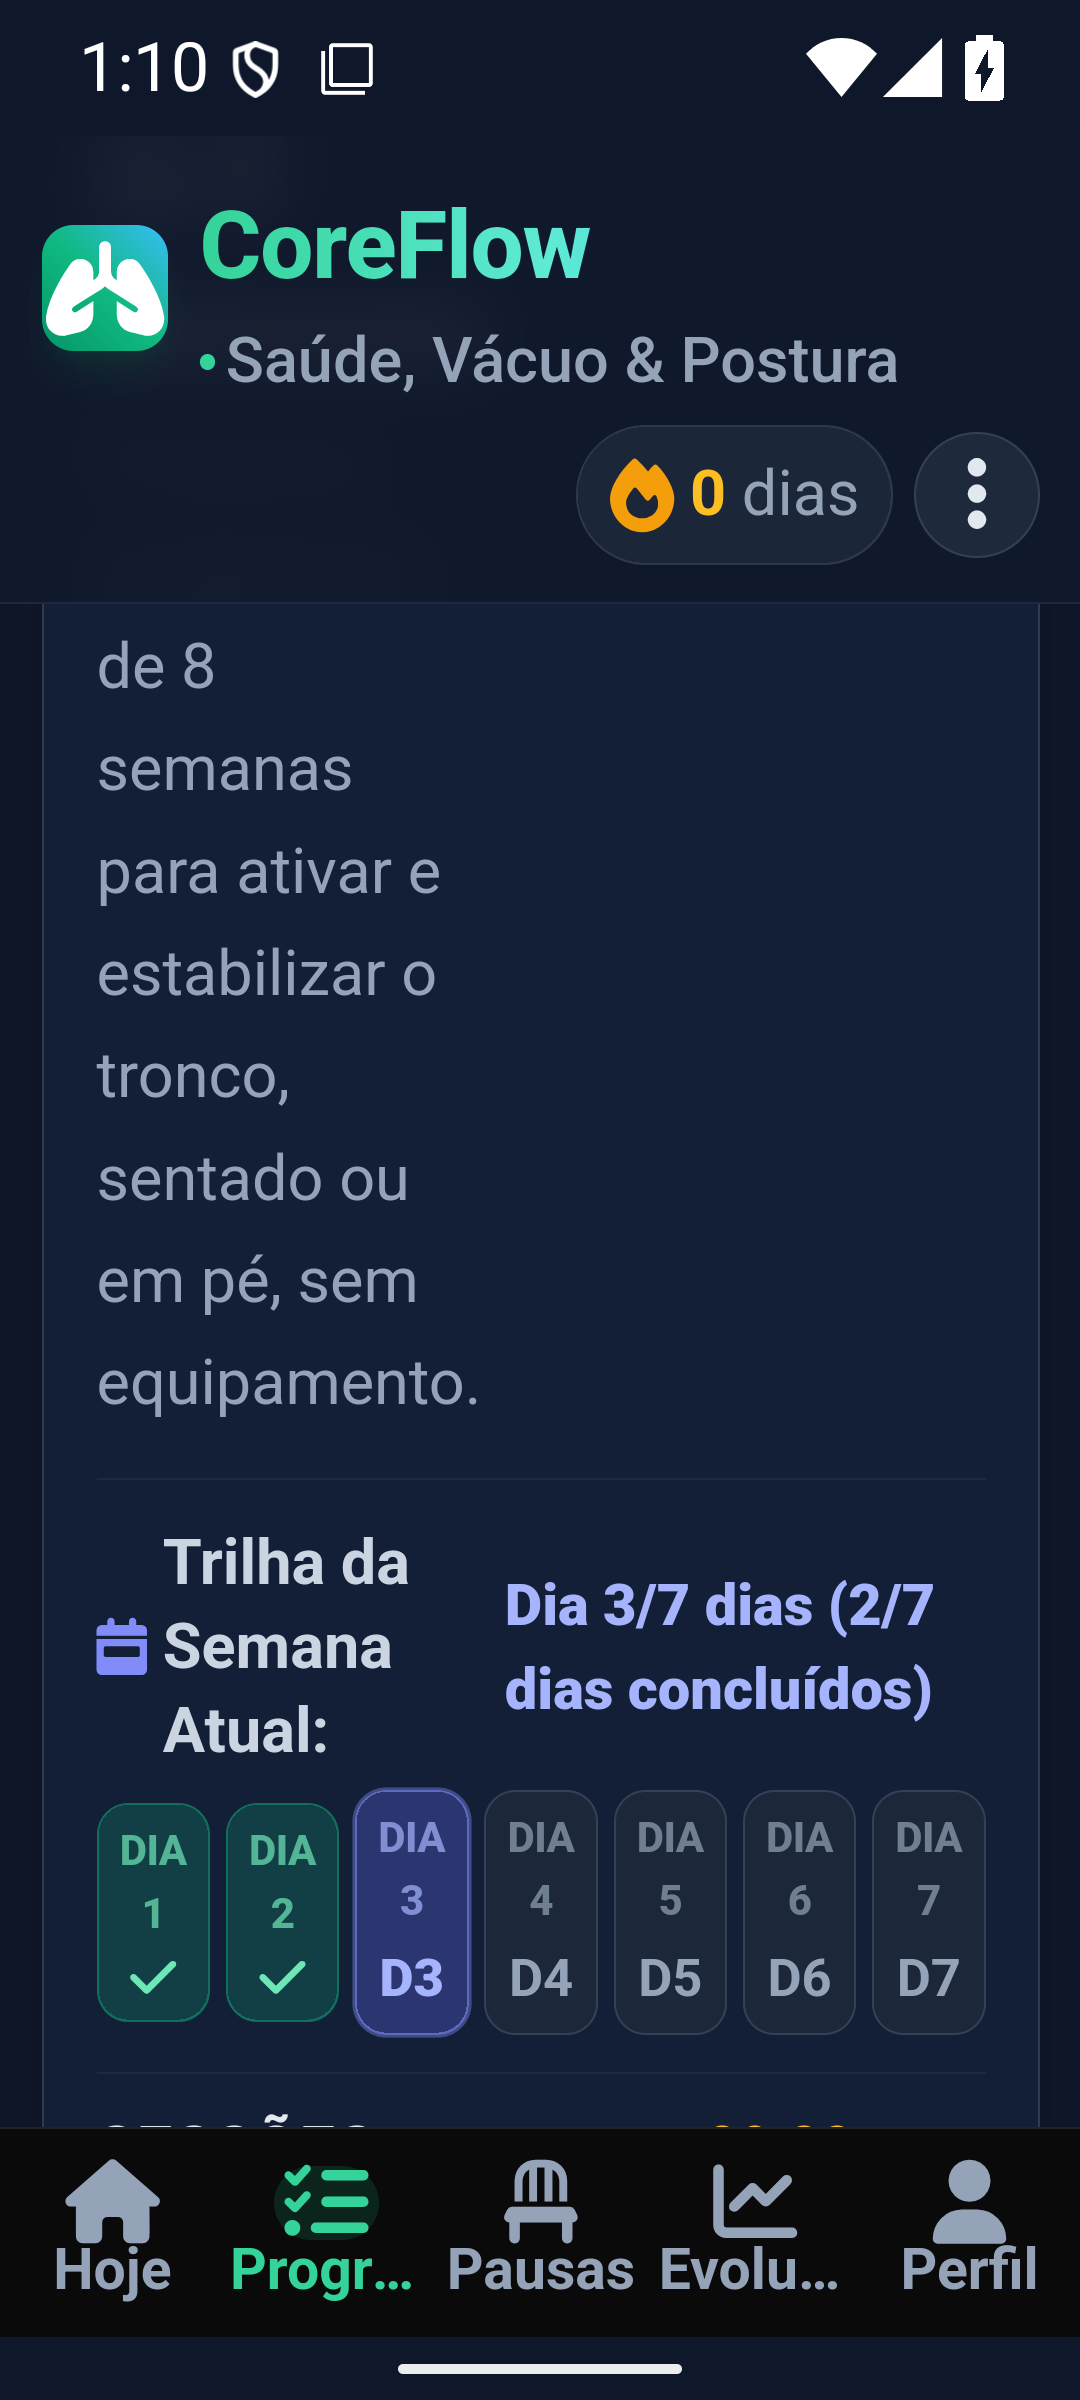 1:10
CoreFlow
Saúde, Vácuo & Postura
0 dias
de 8
semanas
para ativar e
estabilizar o
tronco,
sentado ou
em pé, sem
equipamento.
Trilha da
Semana
Atual:
Dia 3/7 dias (2/7
dias concluídos)
DIA
1
DIA
2
DIA
3
D3
DIA
4
D4
DIA
5
D5
DIA
6
D6
DIA
7
D7
Hoje
Progr...
Pausas
Evolu...
Perfil